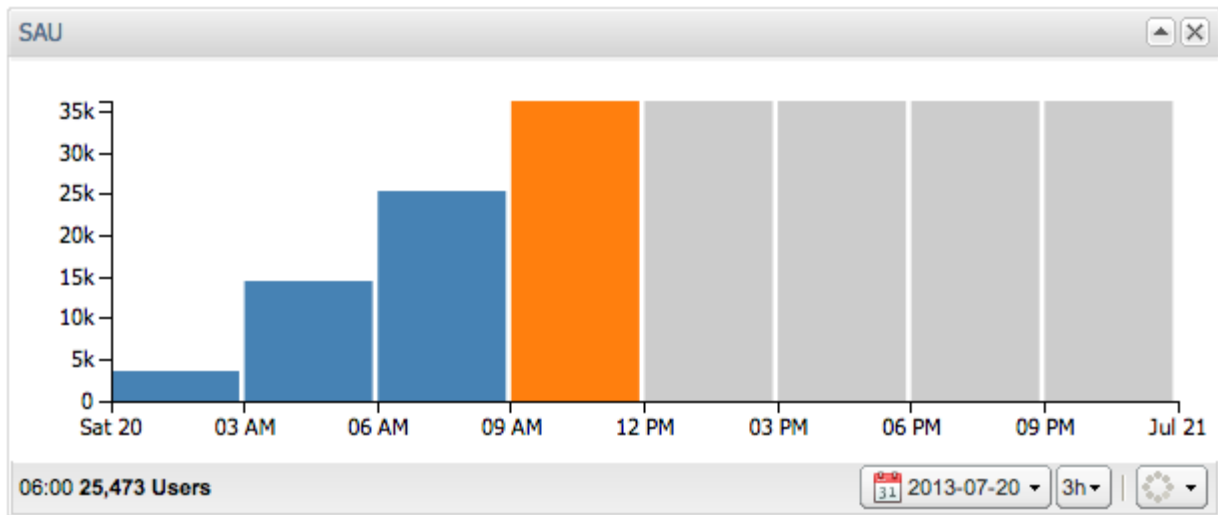 SAU
35k
30k
25k
20k
15k
10k
5k
0
Sat 20 03 AM 06 AM 09 AM 12 PM 03 PM 06 PM 09 PM Jul 21
06:00 25,473 Users 31 2013-07-20 3h